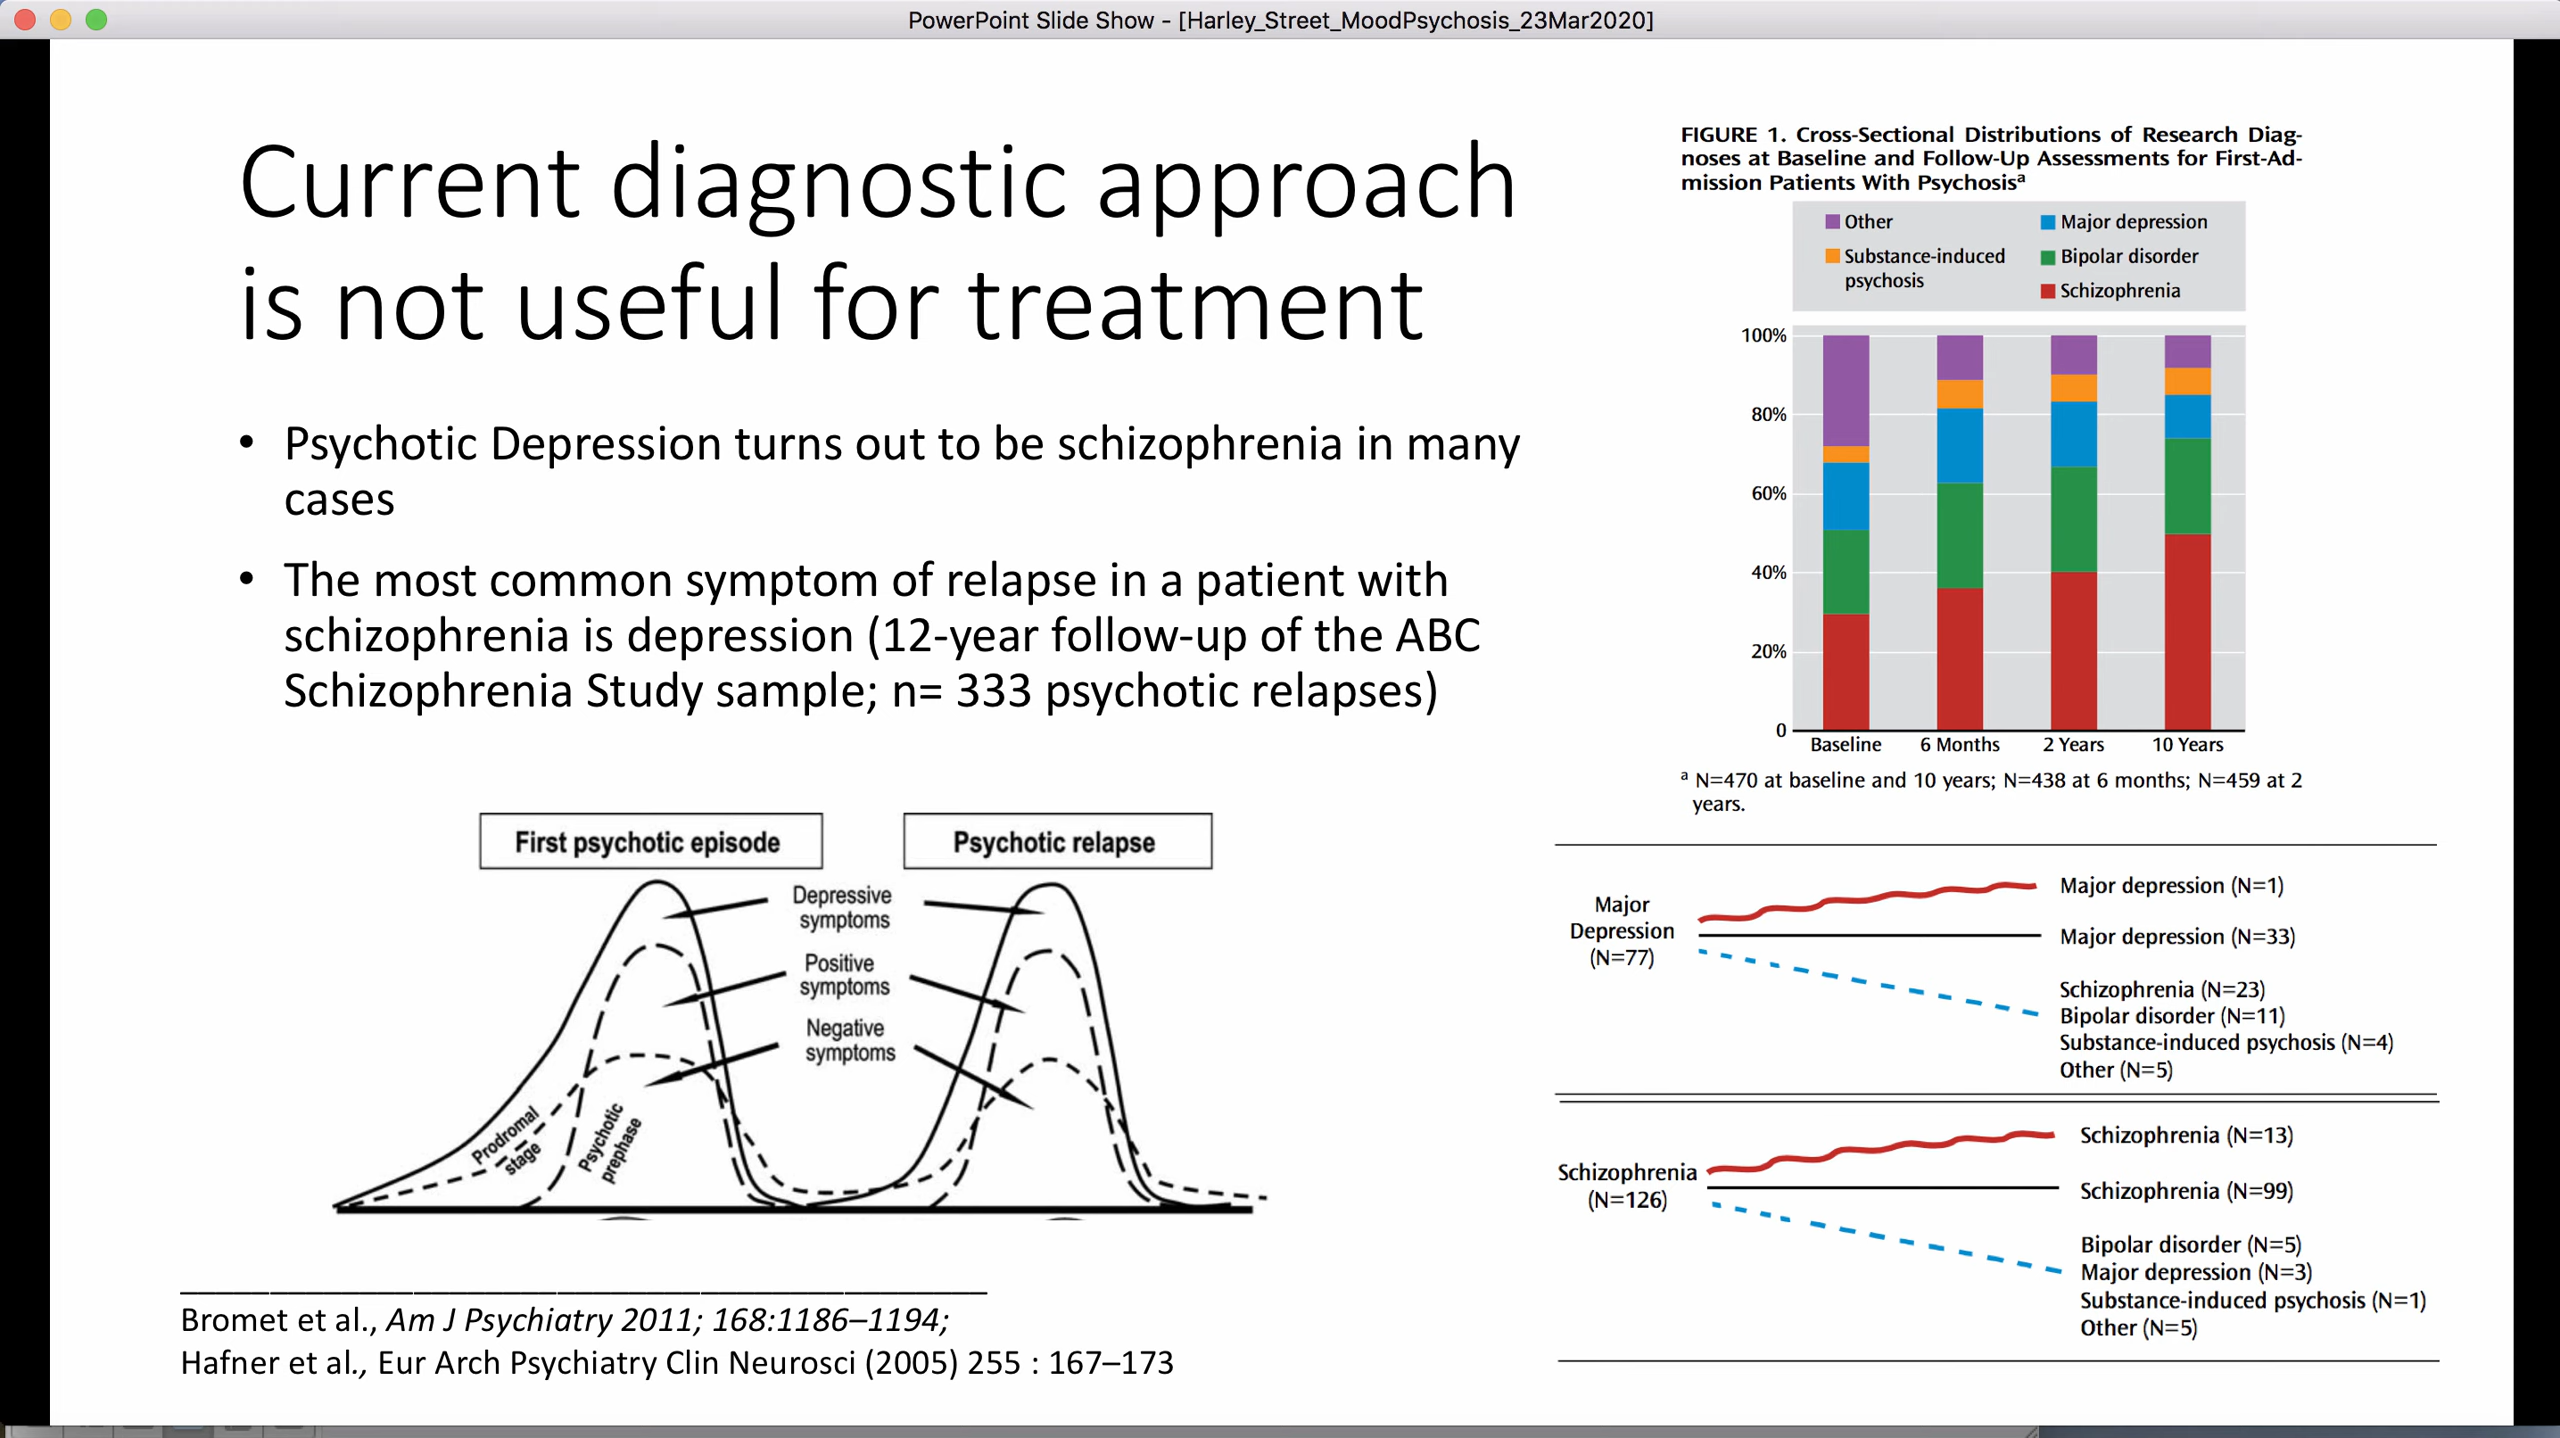 PowerPoint Slide Show - [Harley_Street_MoodPsychosis_23Mar2020]
Current diagnostic approach
is not useful for treatment
• Psychotic Depression turns out to be schizophrenia in many
cases
• The most common symptom of relapse in a patient with
schizophrenia is depression (12-year follow-up of the ABC
Schizophrenia Study sample; n= 333 psychotic relapses)
First psychotic episode
Psychotic relapse
Depressive
symptoms
Positive
symptoms
Negative
symptoms
Prodromal
stage
Psychotic
prephase
Bromet et al., Am J Psychiatry 2011; 168:1186–1194;
Hafner et al., Eur Arch Psychiatry Clin Neurosci (2005) 255 : 167–173
FIGURE 1. Cross-Sectional Distributions of Research Diag-
noses at Baseline and Follow-Up Assessments for First-Ad-
mission Patients With Psychosisa
Other
Substance-induced
psychosis
Major depression
Bipolar disorder
Schizophrenia
100%
80%
60%
40%
20%
0
Baseline 6 Months 2 Years 10 Years
a N=470 at baseline and 10 years; N=438 at 6 months; N=459 at 2
years.
Major
Depression
(N=77)
Major depression (N=1)
Major depression (N=33)
Schizophrenia (N=23)
Bipolar disorder (N=11)
Substance-induced psychosis (N=4)
Other (N=5)
Schizophrenia
(N=126)
Schizophrenia (N=13)
Schizophrenia (N=99)
Bipolar disorder (N=5)
Major depression (N=3)
Substance-induced psychosis (N=1)
Other (N=5)